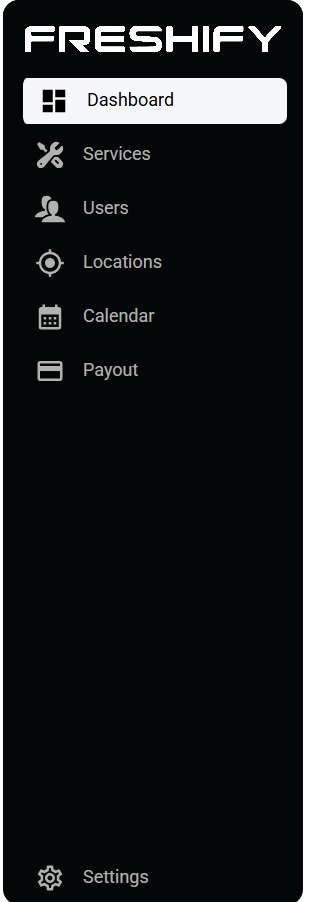 FRESHIFY
Dashboard
Services
Users
Locations
Calendar
Payout
Settings